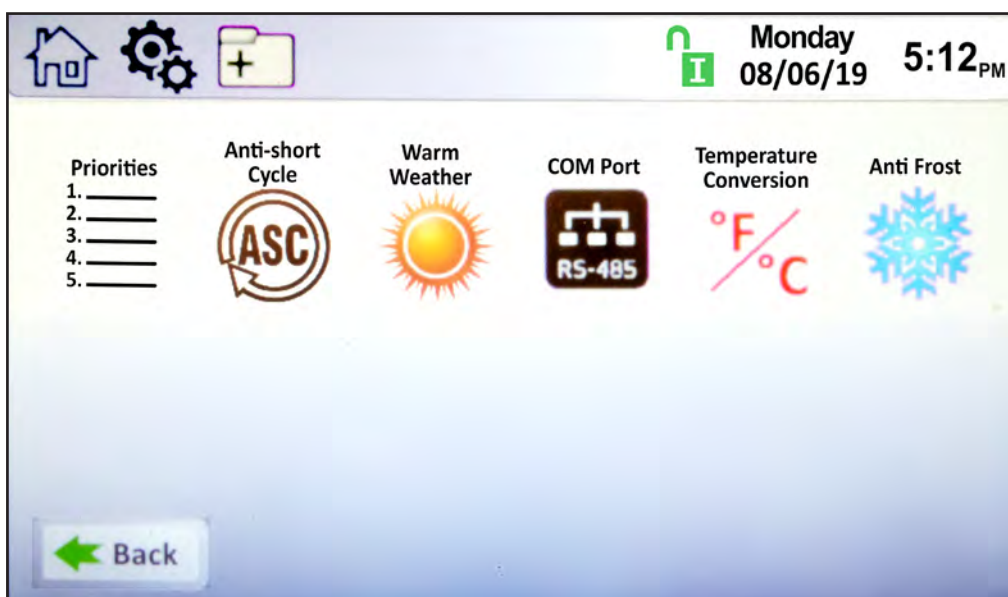 I
Monday
08/06/19
5:12PM
Priorities
1.
2.
3.
4.
5.
Anti-short
Cycle
ASC
Warm
Weather
COM Port
RS-485
Temperature
Conversion
°F/°C
Anti Frost
Back